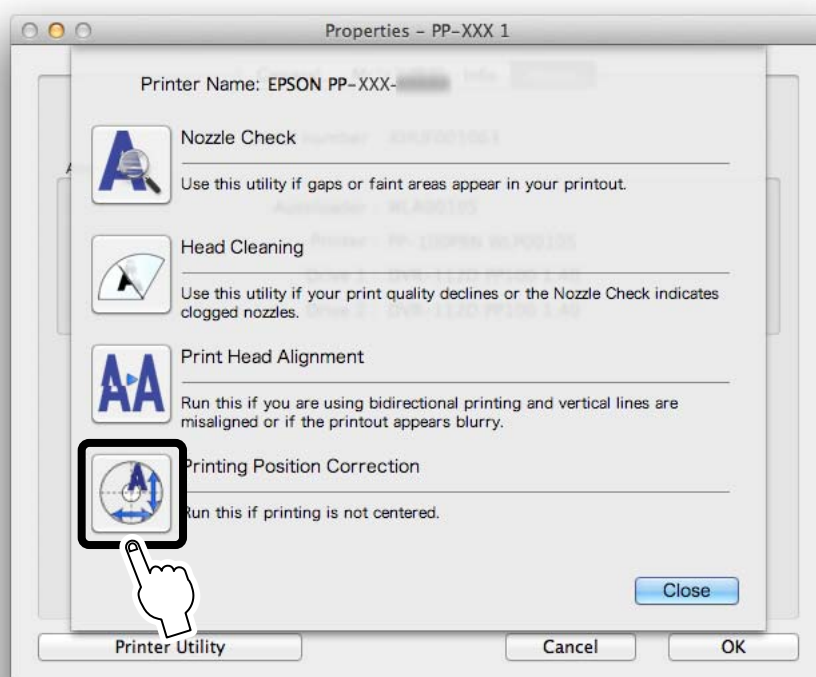 Properties – PP-XXX 1
Printer Name: EPSON PP-XXX-
Nozzle Check
Use this utility if gaps or faint areas appear in your printout.
Head Cleaning
Use this utility if your print quality declines or the Nozzle Check indicates
clogged nozzles.
Print Head Alignment
Run this if you are using bidirectional printing and vertical lines are
misaligned or if the printout appears blurry.
Printing Position Correction
Run this if printing is not centered.
Close
Printer Utility
Cancel
OK